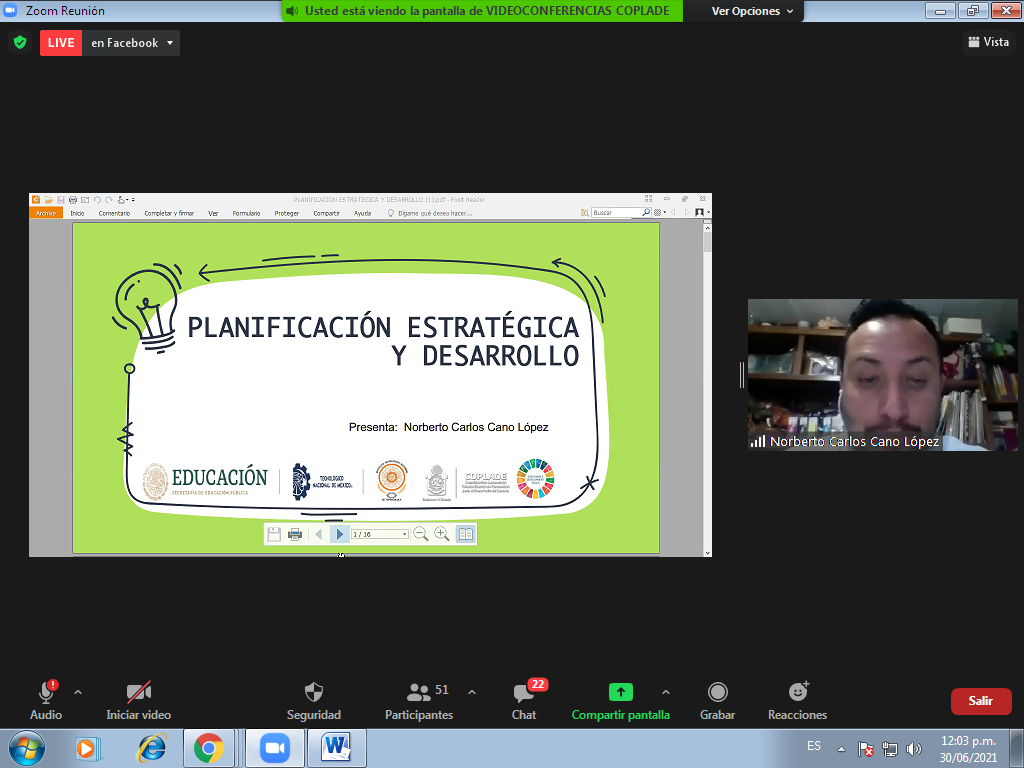 Zoom Reunión
Usted está viendo la pantalla de VIDEOCONFERENCIAS COPLADE
Ver Opciones
LIVE
en Facebook
Vista
PLANIFICACION ESTRATEGICA Y DESARROLLO (1).pdf - Foxit Reader
Archivo
Inicio
Comentario
Completar y firmar
Ver
Formulario
Proteger
Compartir
Ayuda
Dígame qué desea hacer...
Buscar
PLANIFICACIÓN ESTRATÉGICA
Y DESARROLLO
Presenta: Norberto Carlos Cano López
EDUCACIÓN
SECRETARÍA DE EDUCACIÓN PÚBLICA
TECNOLÓGICO
NACIONAL DE MÉXICO
COPLADE
1 / 16
Norberto Carlos Cano López
Audio
Iniciar video
Seguridad
51
Participantes
22
Chat
Compartir pantalla
Grabar
Reacciones
Salir
ES
12:03 p.m.
30/06/2021